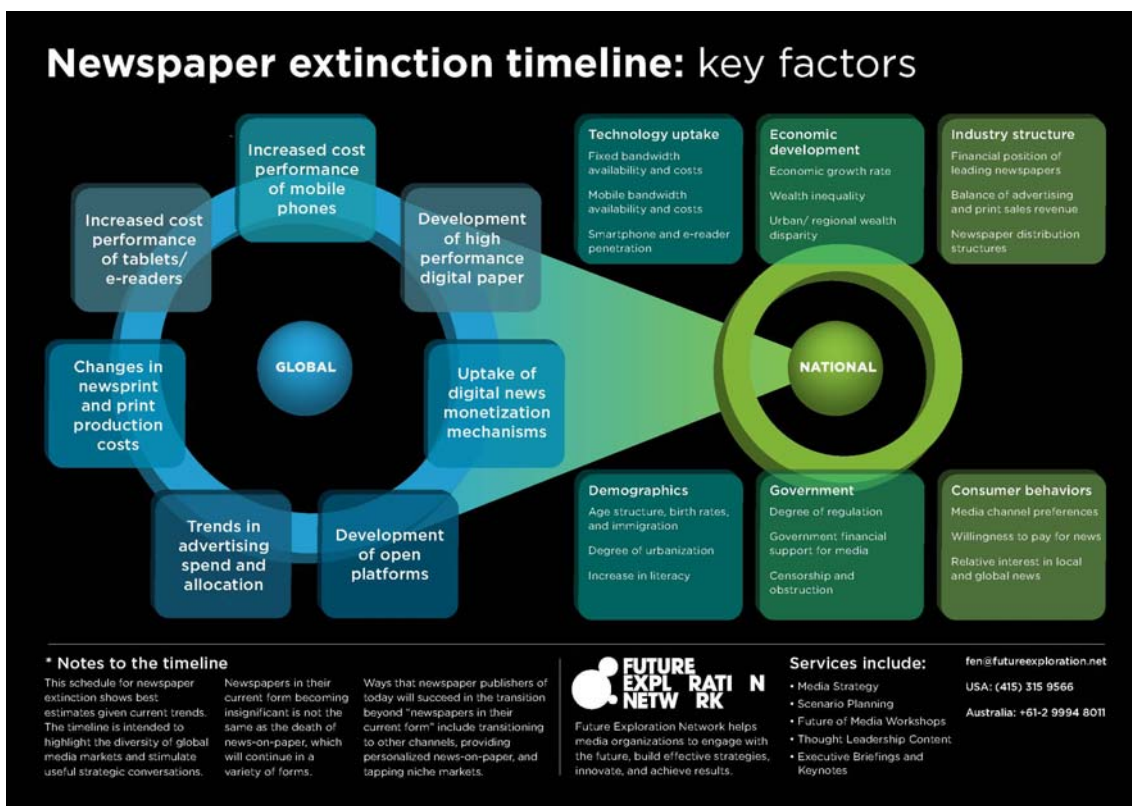 Newspaper extinction timeline: key factors
Increased cost
performance
of mobile
phones
Increased cost
performance
of tablets/
e-readers
Development
of high
performance
digital paper
Changes in
newsprint
and print
production
costs
GLOBAL
Uptake of
digital news
monetization
mechanisms
Trends in
advertising
spend and
allocation
Development
of open
platforms
Technology uptake
Fixed bandwidth
availability and costs
Mobile bandwidth
availability and costs
Smartphone and e-reader
penetration
Economic
development
Economic growth rate
Wealth inequality
Urban/ regional wealth
disparity
Industry structure
Financial position of
leading newspapers
Balance of advertising
and print sales revenue
Newspaper distribution
structures
NATIONAL
Demographics
Age structure, birth rates,
and immigration
Degree of urbanization
Increase in literacy
Government
Degree of regulation
Government financial
support for media
Censorship and
obstruction
Consumer behaviors
Media channel preferences
Willingness to pay for news
Relative interest in local
and global news
* Notes to the timeline
This schedule for newspaper
extinction shows best
estimates given current trends.
The timeline is intended to
highlight the diversity of global
media markets and stimulate
useful strategic conversations.
Newspapers in their
current form becoming
insignificant is not the
same as the death of
news-on-paper, which
will continue in a
variety of forms.
Ways that newspaper publishers of
today will succeed in the transition
beyond "newspapers in their
current form" include transitioning
to other channels, providing
personalized news-on-paper, and
tapping niche markets.
FUTURE
EXPL RATI N
NETW RK
Future Exploration Network helps
media organizations to engage with
the future, build effective strategies,
innovate, and achieve results.
Services include:
• Media Strategy
• Scenario Planning
• Future of Media Workshops
• Thought Leadership Content
• Executive Briefings and
Keynotes
fen@futureexploration.net
USA: (415) 315 9566
Australia: +61-2 9994 8011